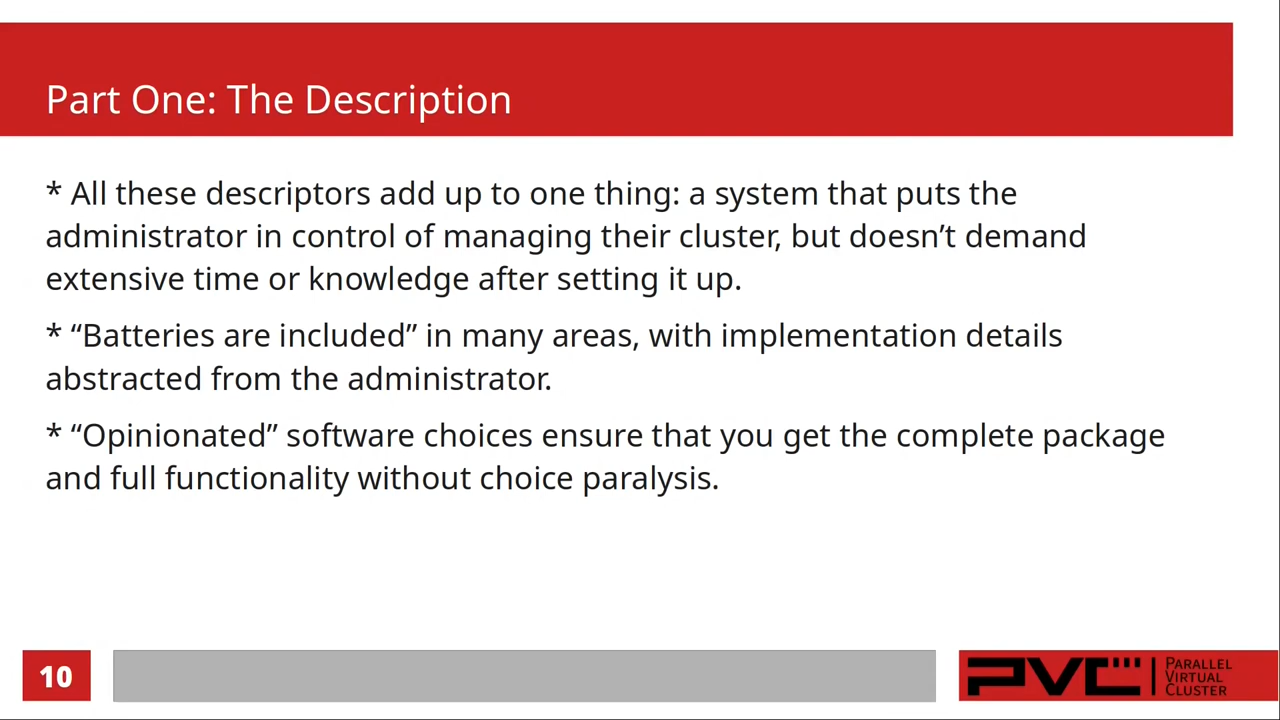 Part One: The Description
* All these descriptors add up to one thing: a system that puts the
administrator in control of managing their cluster, but doesn’t demand
extensive time or knowledge after setting it up.
* “Batteries are included” in many areas, with implementation details
abstracted from the administrator.
* “Opinionated” software choices ensure that you get the complete package
and full functionality without choice paralysis.
10
PVC
PARALLEL
VIRTUAL
CLUSTER